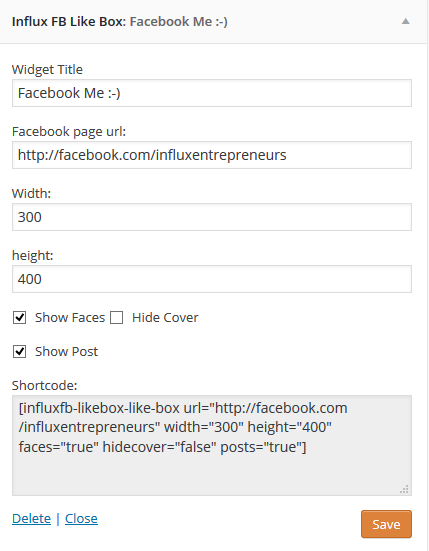 Influx FB Like Box: Facebook Me :-)
Widget Title
Facebook Me :-)
Facebook page url:
http://facebook.com/influxentrepreneurs
Width:
300
height:
400
Show Faces Hide Cover
Show Post
Shortcode:
[influxfb-likebox-like-box url="http://facebook.com
/influxentrepreneurs" width="300" height="400"
faces="true" hidecover="false" posts="true"]
Delete | Close Save